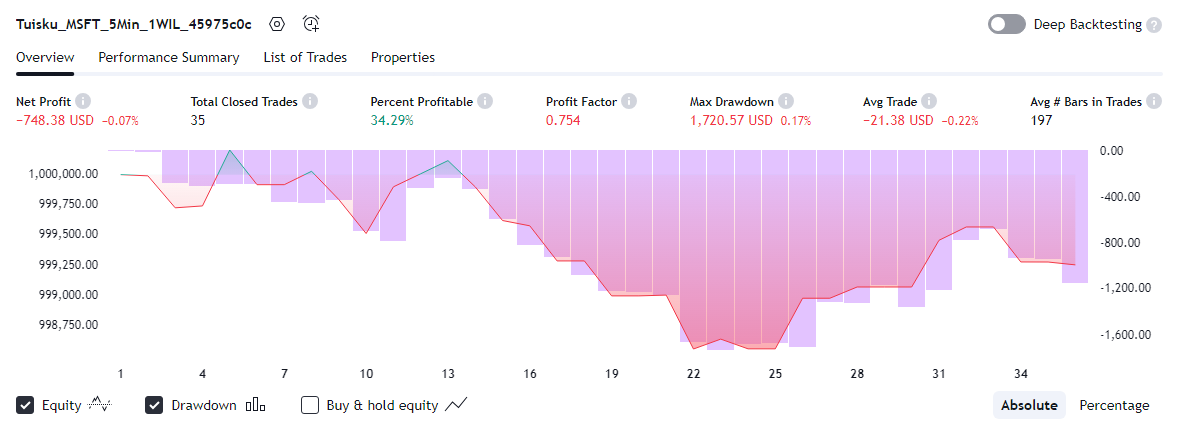 Tuisku_MSFT_5Min_1WIL_45975c0c
Deep Backtesting ?
Overview Performance Summary List of Trades Properties
Net Profit Total Closed Trades Percent Profitable Profit Factor Max Drawdown Avg Trade Avg # Bars in Trades
−748.38 USD −0.07% 35 34.29% 0.754 1,720.57 USD 0.17% −21.38 USD −0.22% 197
0.00
1,000,000.00
-400.00
999,750.00
999,500.00
-800.00
999,250.00
-1,200.00
999,000.00
998,750.00
-1,600.00
1 4 7 10 13 16 19 22 25 28 31 34
Equity Drawdown Buy & hold equity Absolute Percentage